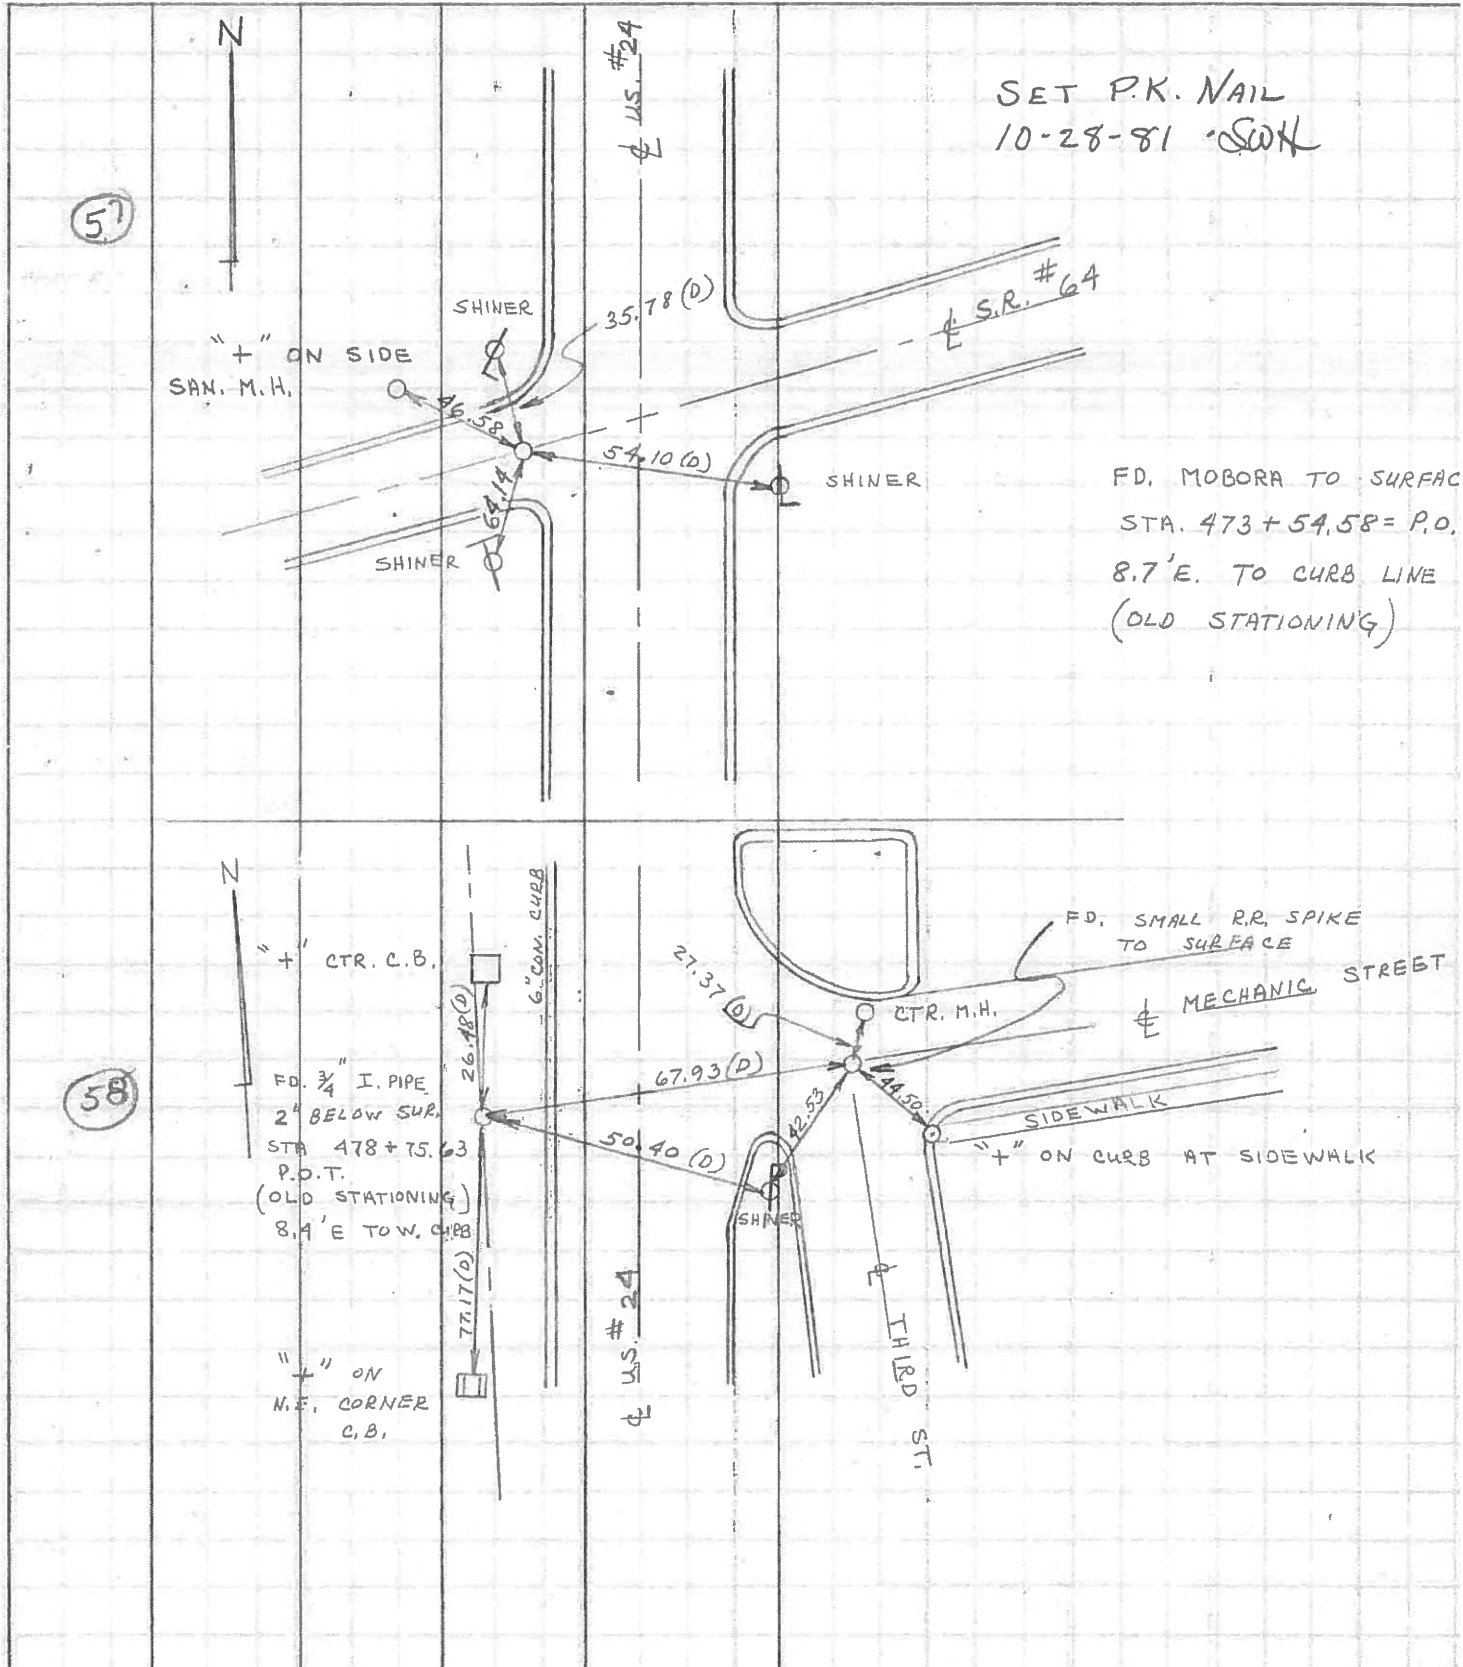 N
℄ U.S. #24
SET P.K. NAIL
10-28-81 SWH
57
SHINER
35.78 (D)
℄ S.R. #64
"+" ON SIDE
SAN. M.H.
46.58
54.10 (D)
SHINER
64.14
SHINER
FD. MOBORA TO SURFAC
STA. 473 + 54.58 = P.O.
8.7' E. TO CURB LINE
(OLD STATIONING)
N
"+" CTR. C.B.
6" CON. CURB
26.48 (D)
27.37 (D)
FD. SMALL R.R. SPIKE
TO SURFACE
℄ MECHANIC STREET
CTR. M.H.
58
FD. 3/4" I. PIPE
2" BELOW SUR.
STA 478 + 75.63
P.O.T.
(OLD STATIONING)
8.4' E TO W. CURB
67.93 (D)
50.40 (D)
42.53
44.50
SIDEWALK
"+" ON CURB AT SIDEWALK
SHINER
77.17 (D)
℄ U.S. # 24
℄ THIRD ST.
"+" ON
N.E. CORNER
C.B.